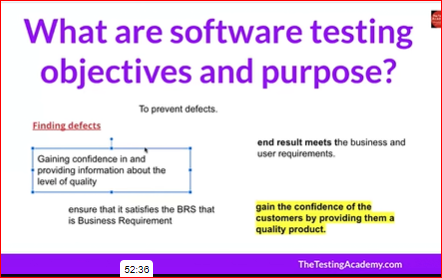 What are software testing
objectives and purpose?
To prevent defects.
Finding defects
end result meets the business and
user requirements.
Gaining confidence in and
providing information about the
level of quality
ensure that it satisfies the BRS that
is Business Requirement
gain the confidence of the
customers by providing them a
quality product.
52:36
TheTestingAcademy.com